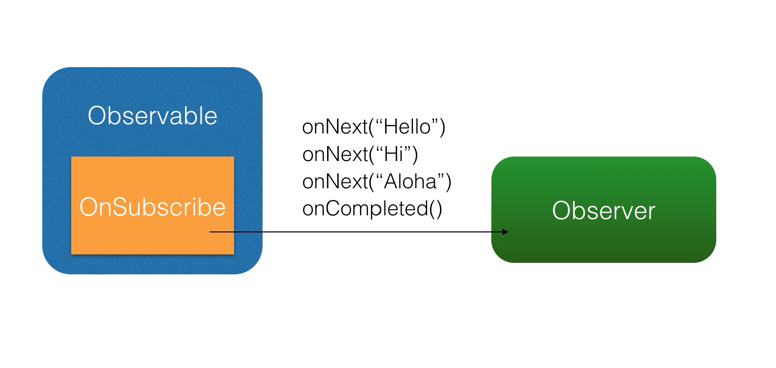 Observable
OnSubscribe
onNext(“Hello”)
onNext(“Hi”)
onNext(“Aloha”)
onCompleted()
Observer